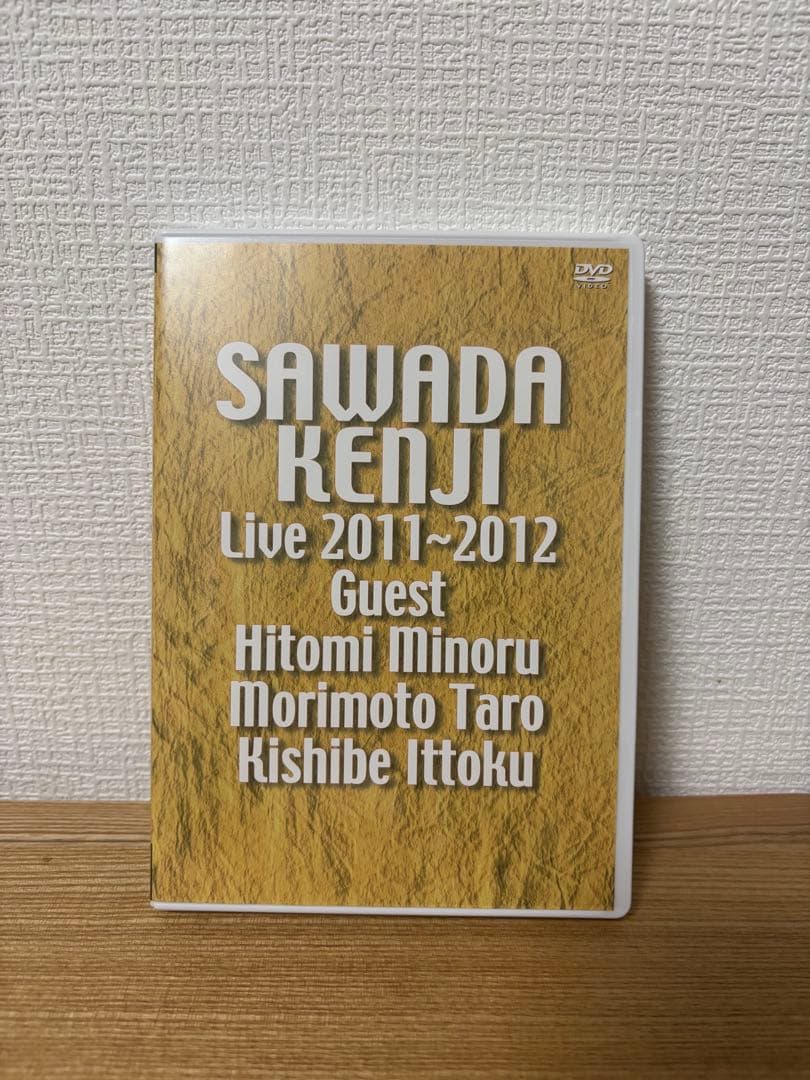 DVD
VIDEO
SAWADA
KENJI
Live 2011~2012
Guest
Hitomi Minoru
Morimoto Taro
Kishibe Ittoku